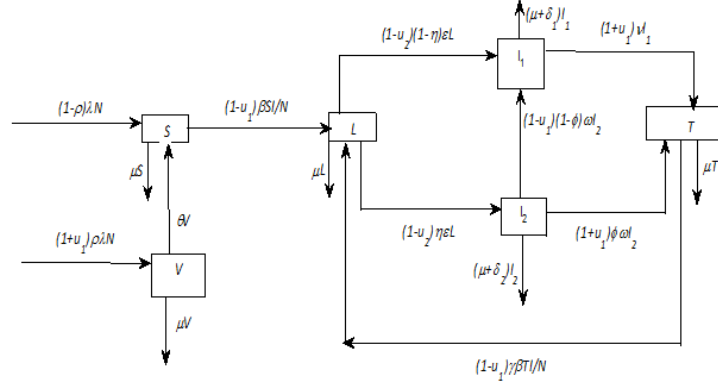 (μ+δ₁)I₁
(1-u₂)(1-η)εL
I₁
(1+u₁)νI₁
(1-ρ)λN
S
(1-u₁)βSI/N
L
(1-u₁)(1-ϕ)ωI₂
T
μS
μL
μT
θV
I₂
(1+u₁)ρλN
(1-u₂)ηεL
(1+u₁)ϕωI₂
V
(μ+δ₂)I₂
μV
(1-u₁)γβTI/N